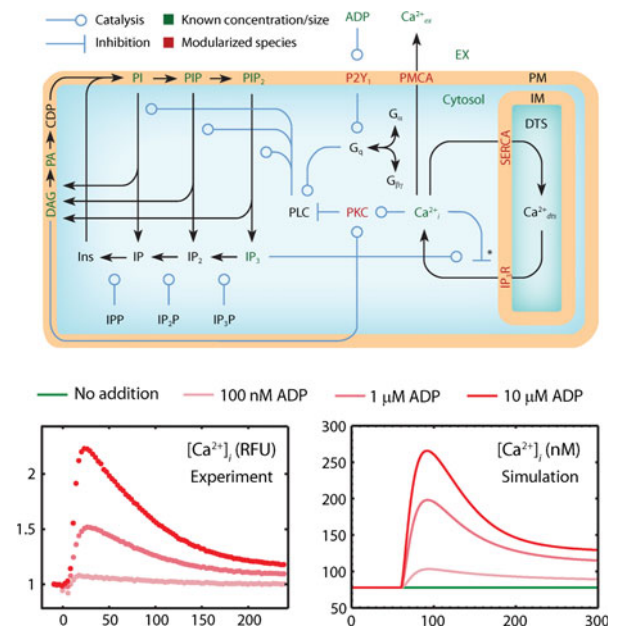 Catalysis
Known concentration/size
Inhibition
Modularized species
ADP
Ca²⁺ex
EX
PI
PIP
PIP₂
P2Y₁
PMCA
PM
Cytosol
IM
DTS
CDP
PA
DAG
Gα
Gq
Gβγ
SERCA
PLC
PKC
Ca²⁺i
Ca²⁺dts
*
Ins
IP
IP₂
IP₃
IP₃R
IPP
IP₂P
IP₃P
No addition
100 nM ADP
1 μM ADP
10 μM ADP
[Ca²⁺]i (RFU)
Experiment
2
1.5
1
0
50
100
150
200
[Ca²⁺]i (nM)
Simulation
300
250
200
150
100
50
0
100
200
300